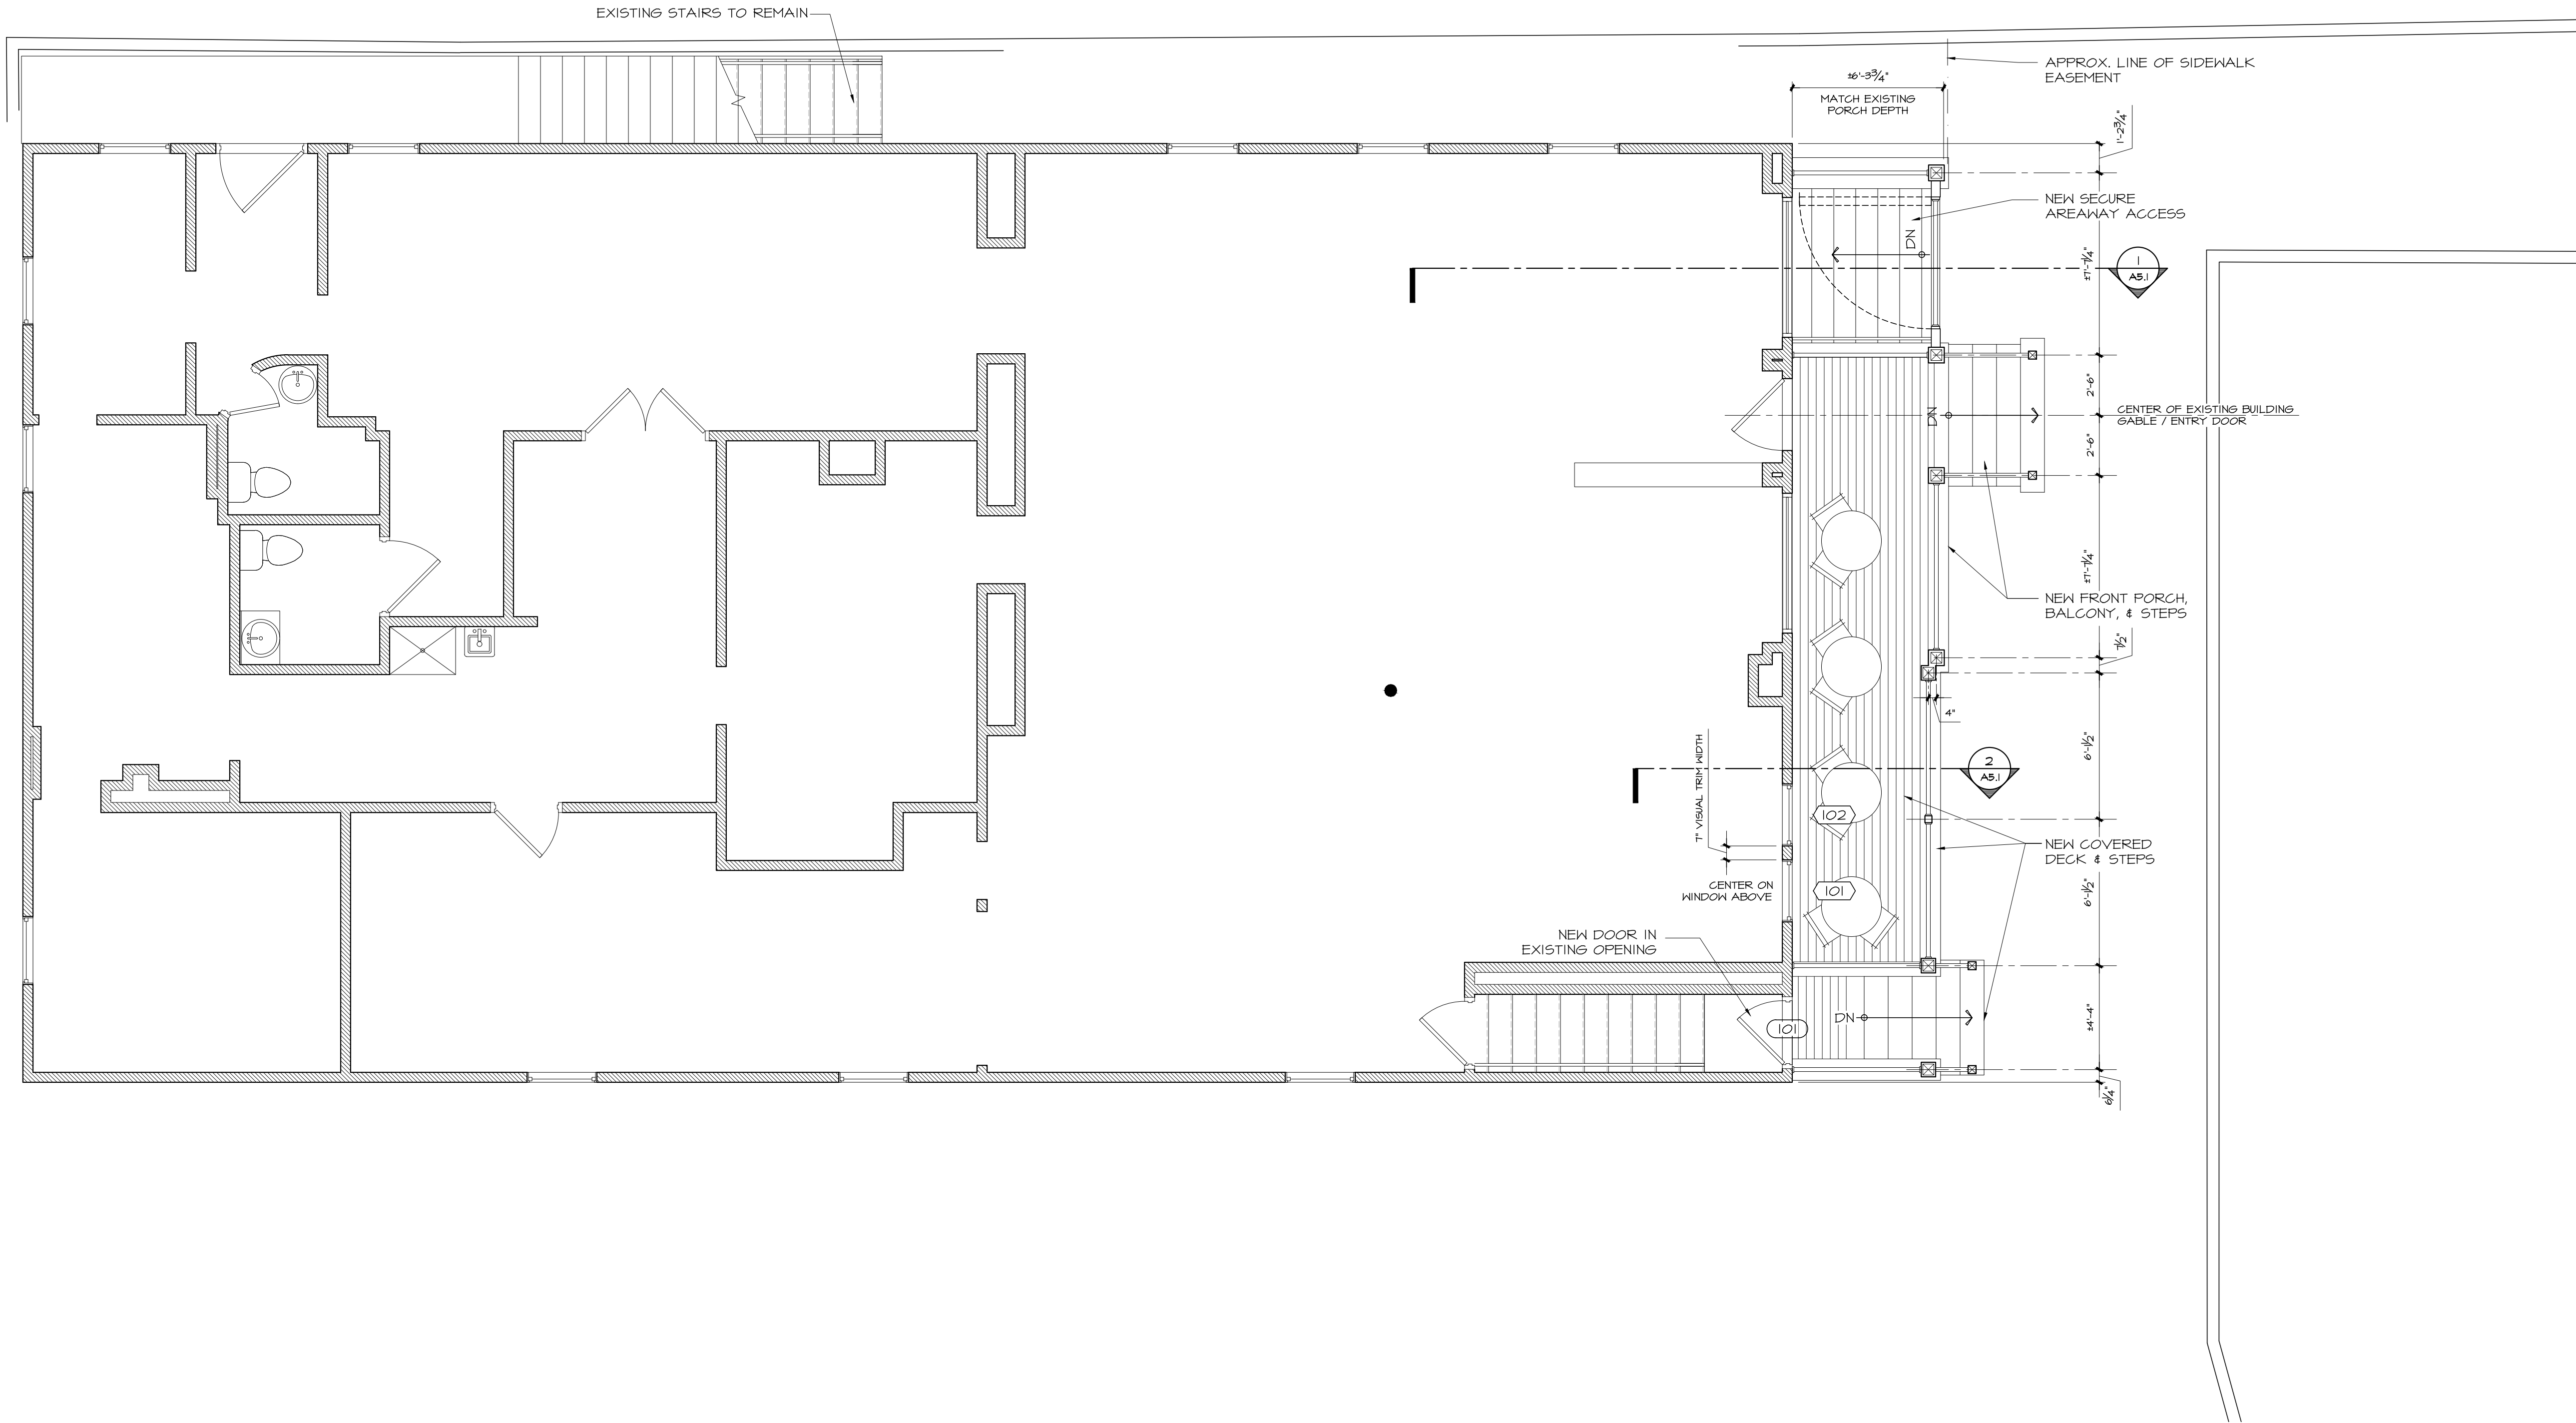 EXISTING STAIRS TO REMAIN
APPROX. LINE OF SIDEWALK
EASEMENT
±6'-3¾"
MATCH EXISTING
PORCH DEPTH
1'-2¾"
NEW SECURE
AREAWAY ACCESS
DN
±7'-7¼"
1
A5.1
2'-6"
CENTER OF EXISTING BUILDING
GABLE / ENTRY DOOR
DN
2'-6"
±7'-7¼"
NEW FRONT PORCH,
BALCONY, & STEPS
7½"
4"
6'-1½"
7" VISUAL TRIM WIDTH
2
A5.1
102
NEW COVERED
DECK & STEPS
CENTER ON
WINDOW ABOVE
101
6'-1½"
NEW DOOR IN
EXISTING OPENING
101
DN
±4'-4"
6¼"